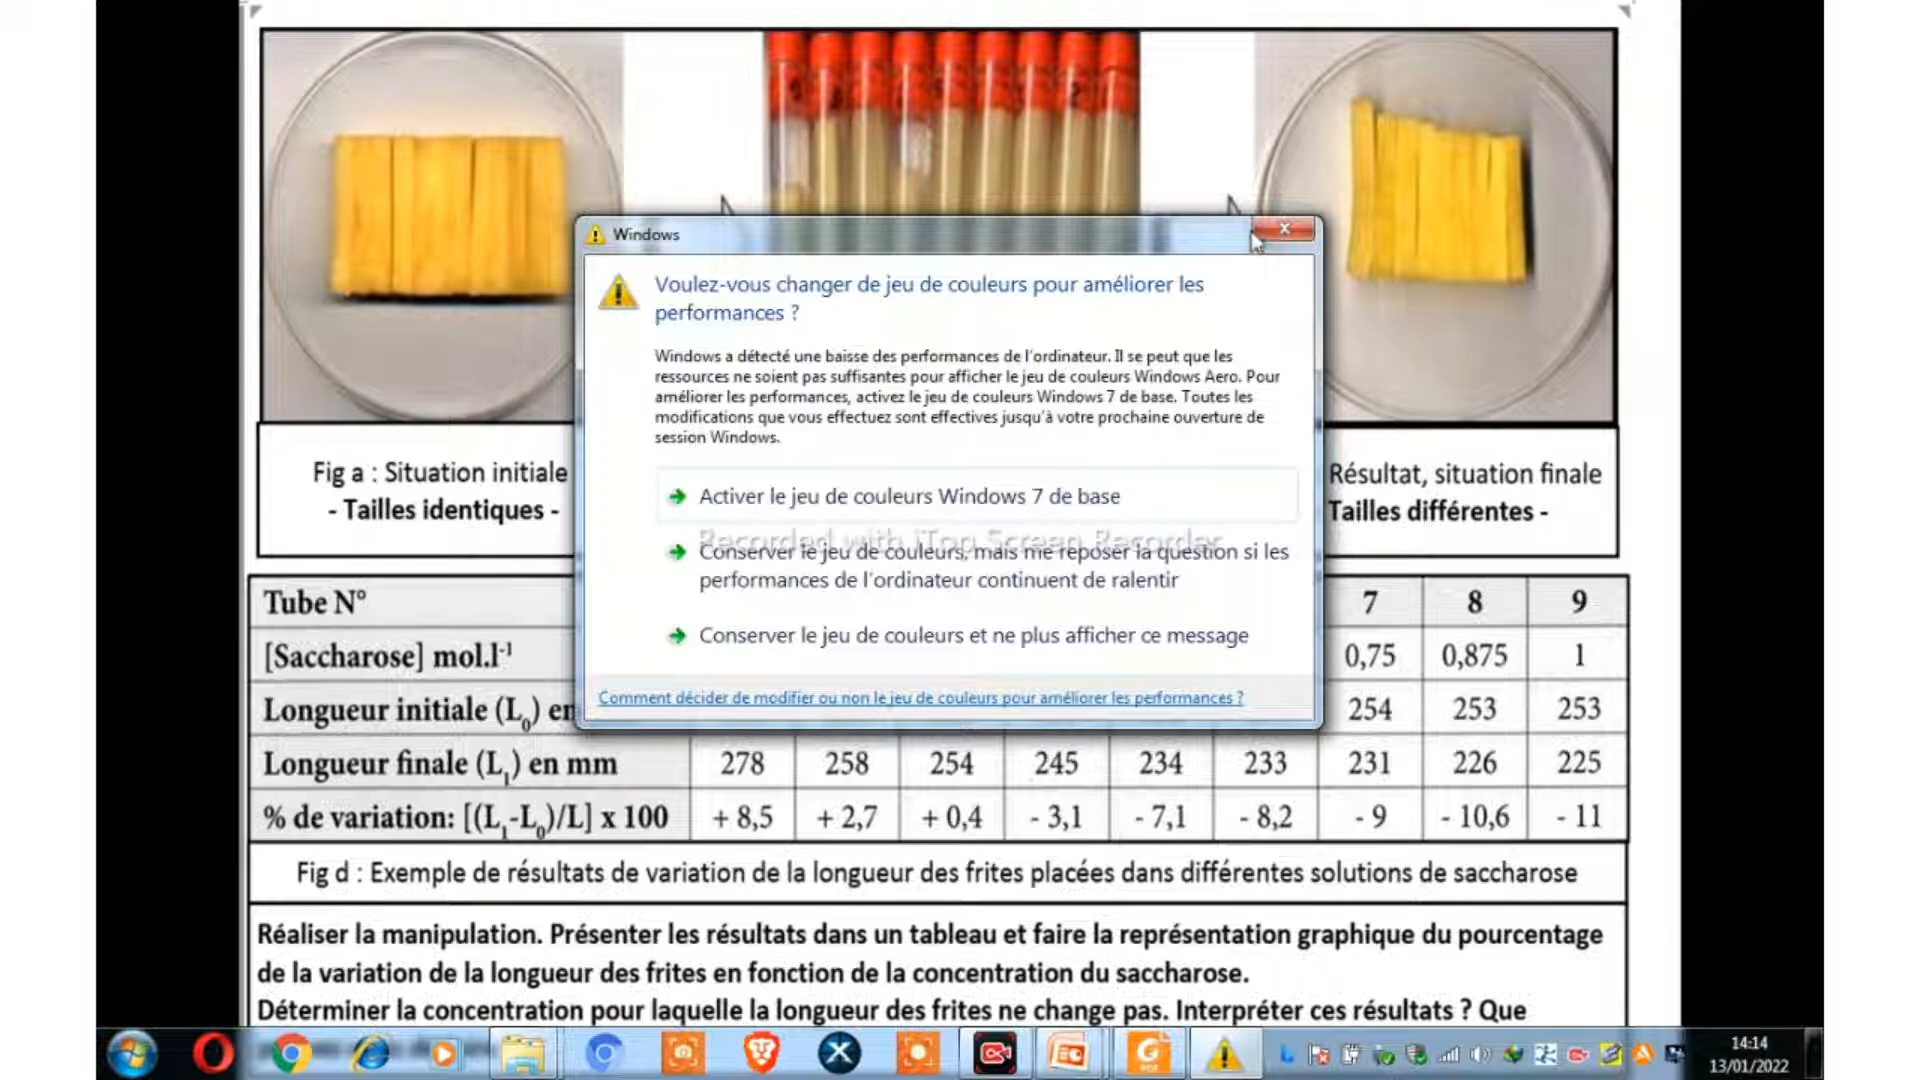 Windows
Voulez-vous changer de jeu de couleurs pour améliorer les
performances ?
Windows a détecté une baisse des performances de l'ordinateur. Il se peut que les
ressources ne soient pas suffisantes pour afficher le jeu de couleurs Windows Aero. Pour
améliorer les performances, activez le jeu de couleurs Windows 7 de base. Toutes les
modifications que vous effectuez sont effectives jusqu'à votre prochaine ouverture de
session Windows.
Activer le jeu de couleurs Windows 7 de base
Recorded with iTop Screen Recorder
Conserver le jeu de couleurs, mais me reposer la question si les
performances de l'ordinateur continuent de ralentir
Conserver le jeu de couleurs et ne plus afficher ce message
Comment décider de modifier ou non le jeu de couleurs pour améliorer les performances ?
Fig a : Situation initiale
- Tailles identiques -
Résultat, situation finale
Tailles différentes -
Tube N° 7 8 9
[Saccharose] mol.l⁻¹ 0,75 0,875 1
Longueur initiale (L₀) en 254 253 253
Longueur finale (L₁) en mm 278 258 254 245 234 233 231 226 225
% de variation: [(L₁-L₀)/L] x 100 + 8,5 + 2,7 + 0,4 - 3,1 - 7,1 - 8,2 - 9 - 10,6 - 11
Fig d : Exemple de résultats de variation de la longueur des frites placées dans différentes solutions de saccharose
Réaliser la manipulation. Présenter les résultats dans un tableau et faire la représentation graphique du pourcentage
de la variation de la longueur des frites en fonction de la concentration du saccharose.
Déterminer la concentration pour laquelle la longueur des frites ne change pas. Interpréter ces résultats ? Que
14:14
13/01/2022